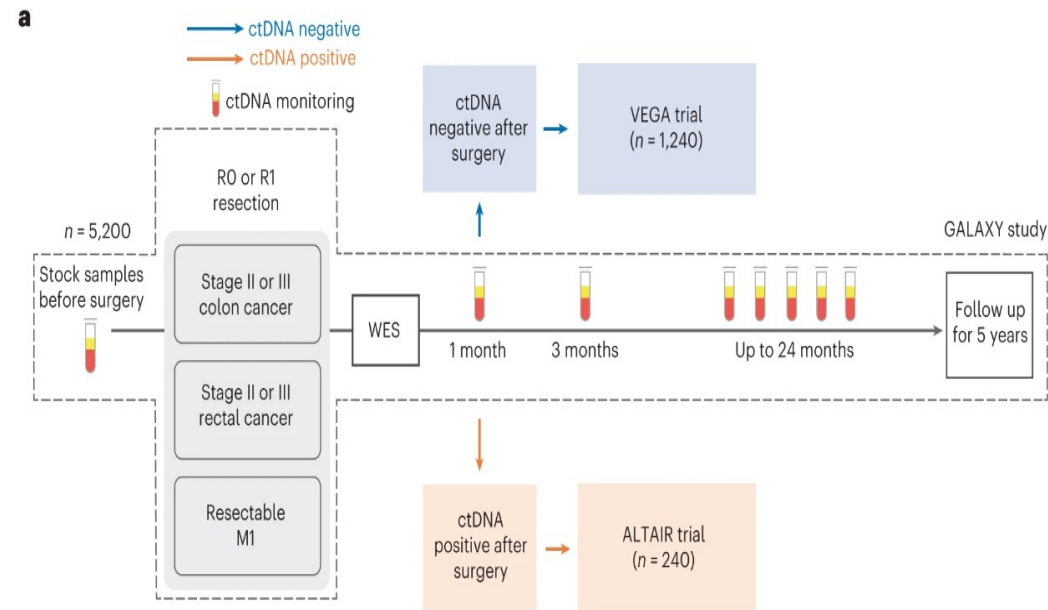 a
ctDNA negative
ctDNA positive
ctDNA monitoring
R0 or R1
resection
n = 5,200
Stock samples
before surgery
Stage II or III
colon cancer
Stage II or III
rectal cancer
Resectable
M1
WES
ctDNA
negative after
surgery
VEGA trial
(n = 1,240)
GALAXY study
1 month
3 months
Up to 24 months
Follow up
for 5 years
ctDNA
positive after
surgery
ALTAIR trial
(n = 240)